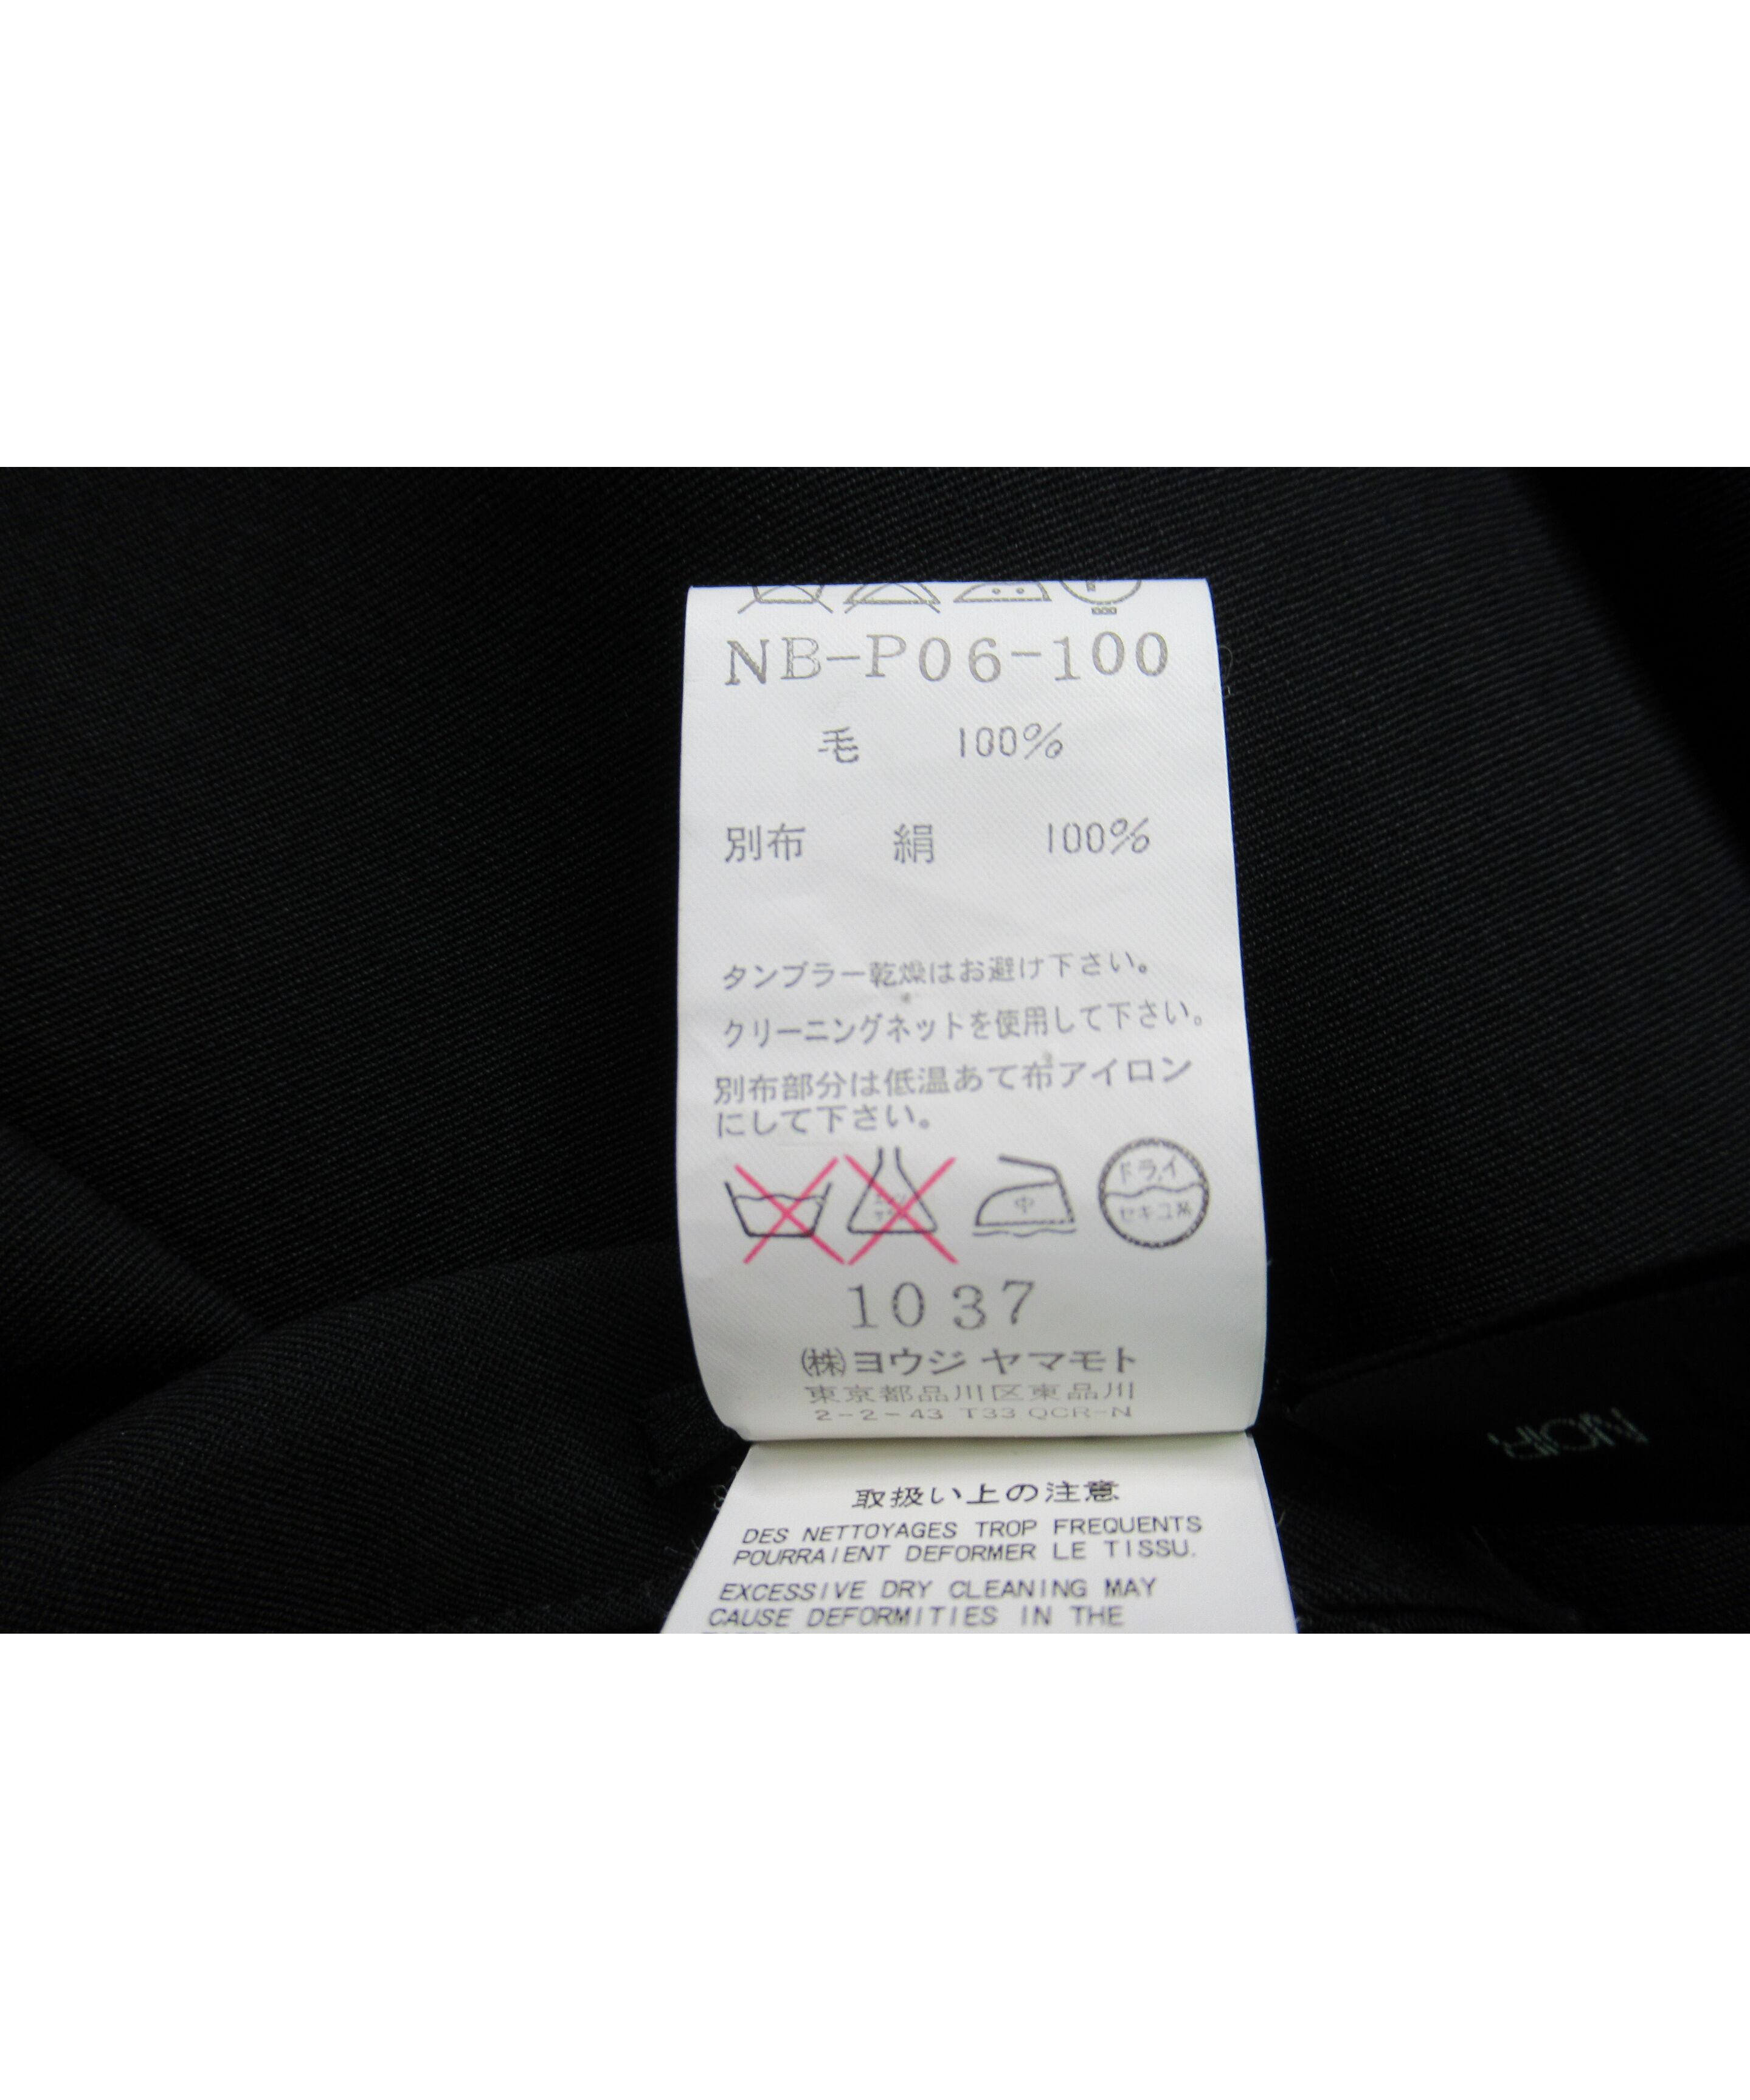 NB-P06-100
毛 100%
別布 絹 100%
タンブラー乾燥はお避け下さい。
クリーニングネットを使用して下さい。
別布部分は低温あて布アイロン
にして下さい。
中
ドライ
セキユ系
1037
㈱ヨウジ ヤマモト
東京都品川区東品川
2-2-43 T33 QCR-N
取扱い上の注意
DES NETTOYAGES TROP FREQUENTS
POURRAIENT DEFORMER LE TISSU.
EXCESSIVE DRY CLEANING MAY
CAUSE DEFORMITIES IN THE
NOIR